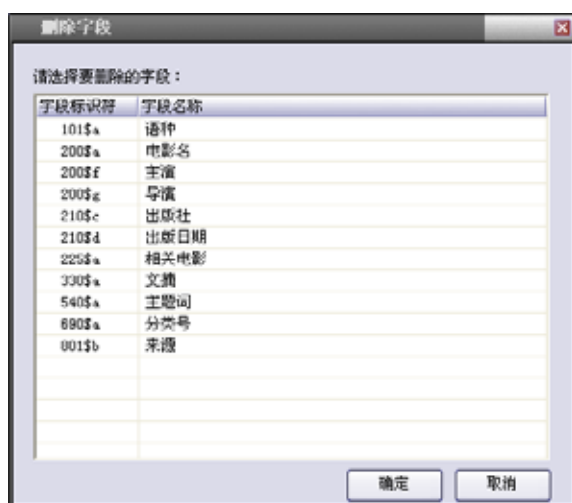 删除字段
请选择要删除的字段：
字段标识符 字段名称
101$a 语种
200$a 电影名
200$f 主演
200$g 导演
210$c 出版社
210$d 出版日期
225$a 相关电影
330$a 文摘
540$a 主题词
690$a 分类号
801$b 来源
确定 取消